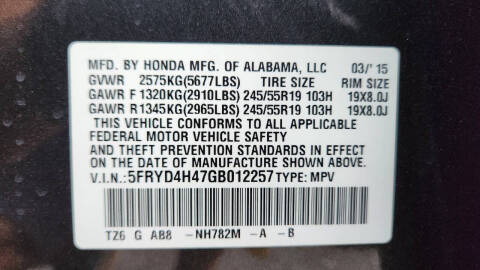 MFD. BY HONDA MFG. OF ALABAMA, LLC 03/'15
GVWR 2575KG(5677LBS) TIRE SIZE RIM SIZE
GAWR F 1320KG(2910LBS) 245/55R19 103H 19X8.0J
GAWR R1345KG(2965LBS) 245/55R19 103H 19X8.0J
THIS VEHICLE CONFORMS TO ALL APPLICABLE
FEDERAL MOTOR VEHICLE SAFETY
AND THEFT PREVENTION STANDARDS IN EFFECT
ON THE DATE OF MANUFACTURE SHOWN ABOVE.
V.I.N.: 5FRYD4H47GB012257 TYPE: MPV
TZ6 G AB8 -NH782M -A -B